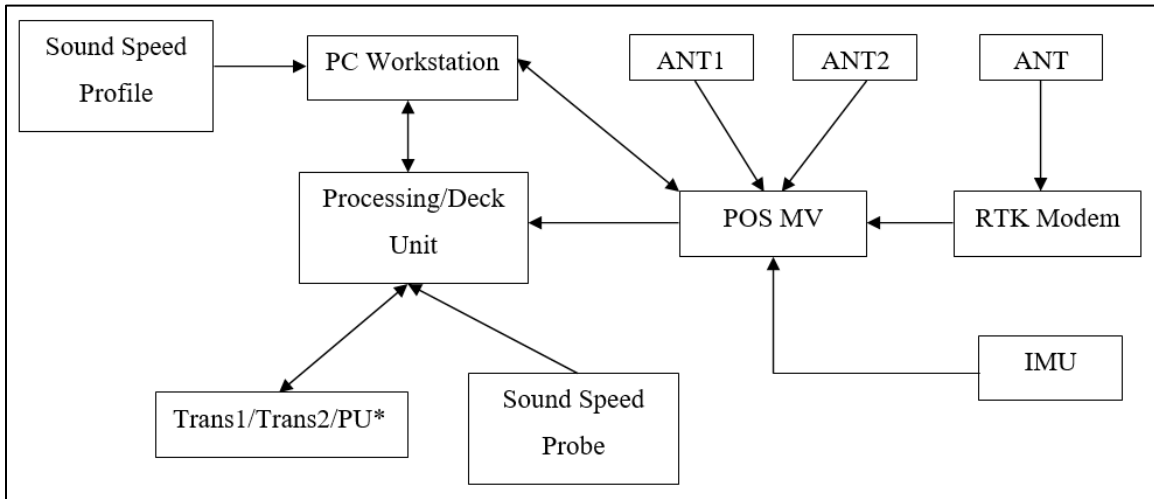 Sound Speed
Profile
PC Workstation
ANT1
ANT2
ANT
Processing/Deck
Unit
POS MV
RTK Modem
IMU
Trans1/Trans2/PU*
Sound Speed
Probe